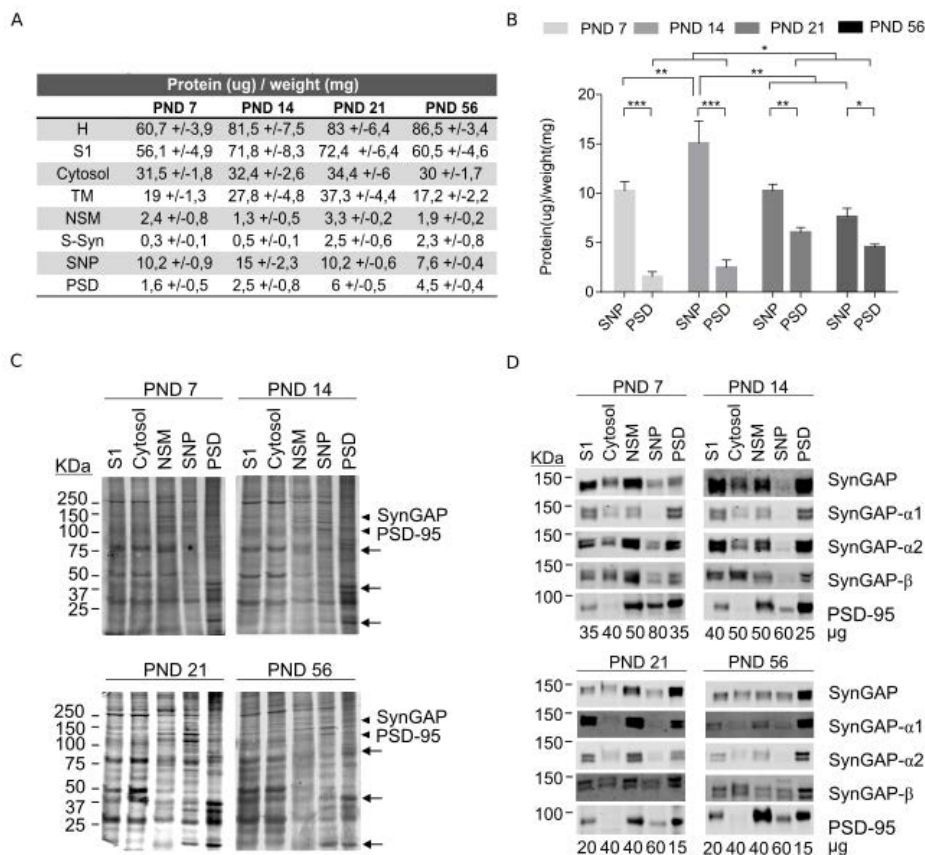 A
Protein (ug) / weight (mg)
PND 7 PND 14 PND 21 PND 56
H 60,7 +/-3,9 81,5 +/-7,5 83 +/-6,4 86,5 +/-3,4
S1 56,1 +/-4,9 71,8 +/-8,3 72,4 +/-6,4 60,5 +/-4,6
Cytosol 31,5 +/-1,8 32,4 +/-2,6 34,4 +/-6 30 +/-1,7
TM 19 +/-1,3 27,8 +/-4,8 37,3 +/-4,4 17,2 +/-2,2
NSM 2,4 +/-0,8 1,3 +/-0,5 3,3 +/-0,2 1,9 +/-0,2
S-Syn 0,3 +/-0,1 0,5 +/-0,1 2,5 +/-0,6 2,3 +/-0,8
SNP 10,2 +/-0,9 15 +/-2,3 10,2 +/-0,6 7,6 +/-0,4
PSD 1,6 +/-0,5 2,5 +/-0,8 6 +/-0,5 4,5 +/-0,4
B
PND 7 PND 14 PND 21 PND 56
*
** **
*** *** ** *
Protein(ug)/weight(mg)
20
15
10
5
0
SNP PSD SNP PSD SNP PSD SNP PSD
C
PND 7 PND 14
S1 Cytosol NSM SNP PSD S1 Cytosol NSM SNP PSD
KDa
250
150
100
75
50
37
25
SynGAP
PSD-95
PND 21 PND 56
250
150
100
75
50
37
25
SynGAP
PSD-95
D
PND 7 PND 14
S1 Cytosol NSM SNP PSD S1 Cytosol NSM SNP PSD
150 150 SynGAP
SynGAP-α1
SynGAP-α2
150 150 SynGAP-β
100 100 PSD-95
35 40 50 80 35 40 50 50 60 25 µg
PND 21 PND 56
150 150 SynGAP
SynGAP-α1
SynGAP-α2
150 150 SynGAP-β
100 100 PSD-95
20 40 40 60 15 20 40 40 60 15 µg